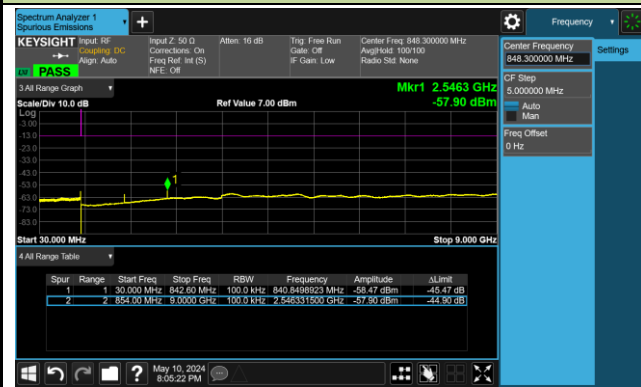 Spectrum Analyzer 1
Spurious Emissions
Frequency
KEYSIGHT Input: RF
Coupling: DC
Align: Auto
Input Z: 50 Ω
Corrections: On
Freq Ref: Int (S)
NFE: Off
Atten: 16 dB
Trig: Free Run
Gate: Off
IF Gain: Low
Center Freq: 848.300000 MHz
Avg|Hold: 100/100
Radio Std: None
PASS
Center Frequency
848.300000 MHz
Settings
CF Step
5.000000 MHz
Auto
Man
Freq Offset
0 Hz
3 All Range Graph
Mkr1 2.5463 GHz
Scale/Div 10.0 dB
Ref Value 7.00 dBm
-57.90 dBm
Log
-3.00
-13.0
-23.0
-33.0
-43.0
-53.0
-63.0
-73.0
-83.0
1
Start 30.000 MHz
Stop 9.000 GHz
4 All Range Table
Spur Range Start Freq Stop Freq RBW Frequency Amplitude ΔLimit
1 1 30.000 MHz 842.60 MHz 100.0 kHz 840.8498923 MHz -58.47 dBm -45.47 dB
2 2 854.00 MHz 9.0000 GHz 100.0 kHz 2.546331500 GHz -57.90 dBm -44.90 dB
May 10, 2024
8:05:22 PM